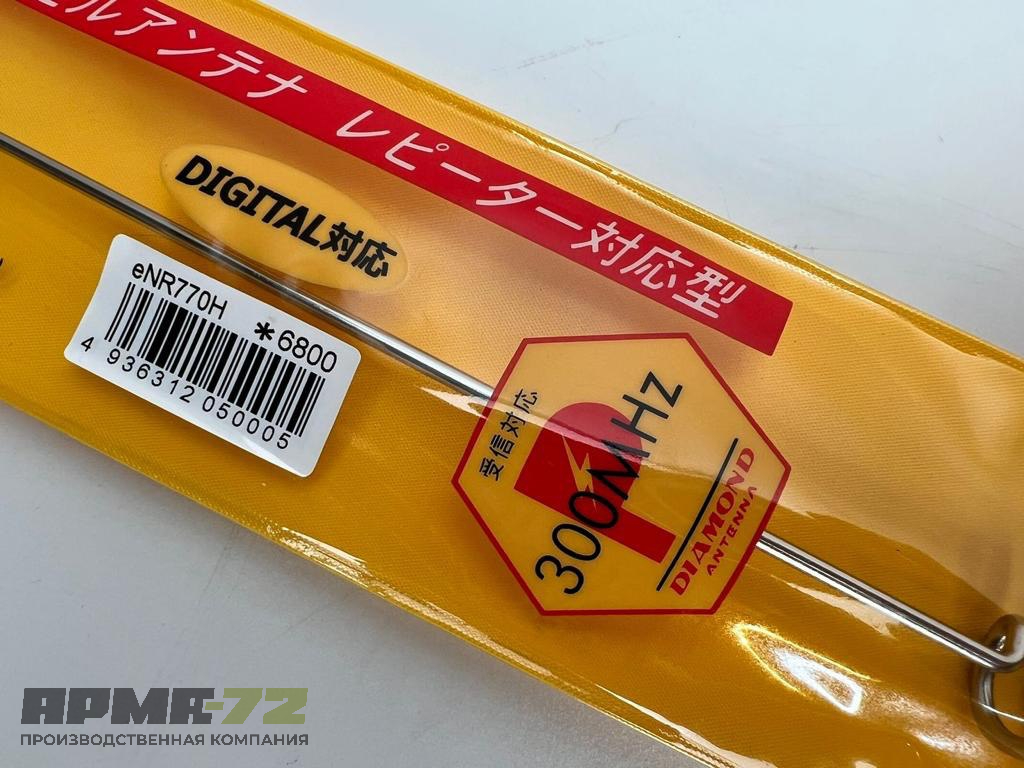 ルアンテナ レピーター対応型
DIGITAL対応
eNR770H
*6800
4 936312 050005
受信対応
300MHz
DIAMOND
ANTENNA
АРМА-72
ПРОИЗВОДСТВЕННАЯ КОМПАНИЯ